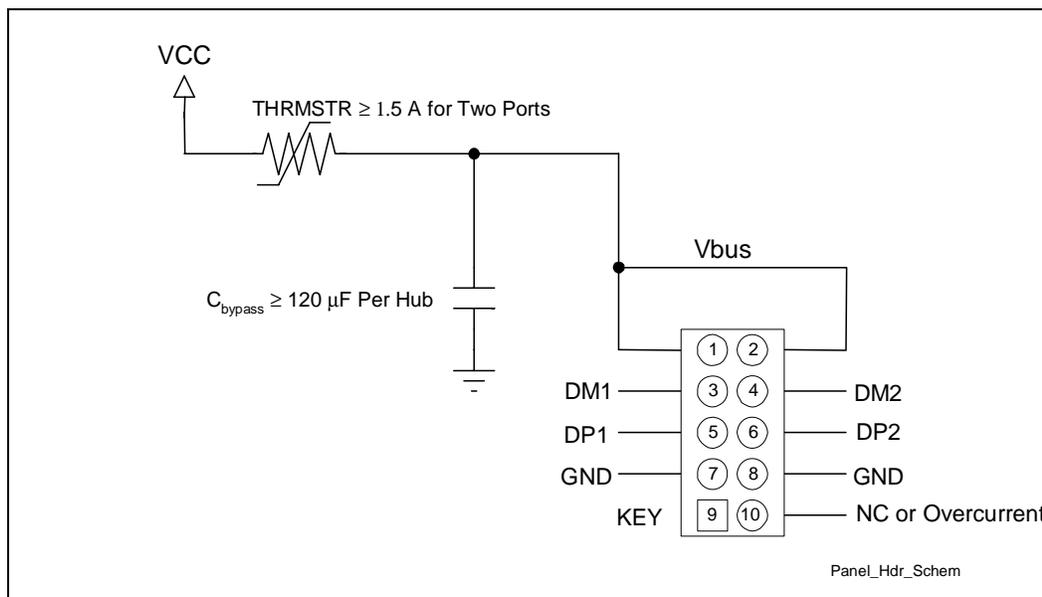 VCC
THRMSTR ≥ 1.5 A for Two Ports
Vbus
Cbypass ≥ 120 μF Per Hub
1 2
DM1 3 4 DM2
DP1 5 6 DP2
GND 7 8 GND
KEY 9 10 NC or Overcurrent
Panel_Hdr_Schem